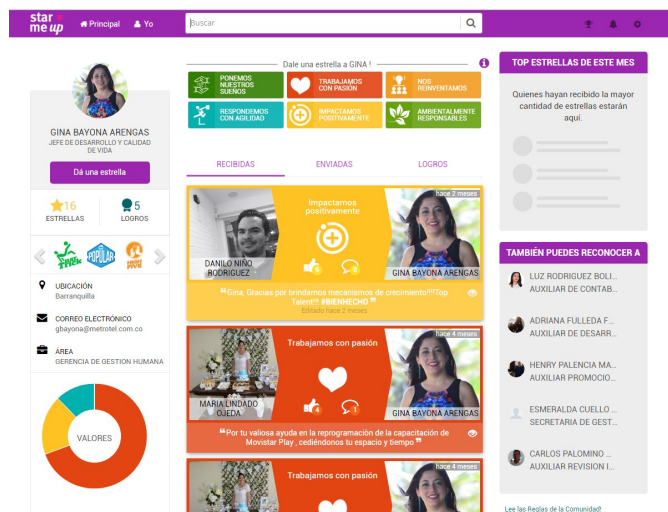 star
me up
Principal
Yo
Buscar
GINA BAYONA ARENGAS
JEFE DE DESARROLLO Y CALIDAD
DE VIDA
Dá una estrella
16
ESTRELLAS
5
LOGROS
POPULAR
UBICACIÓN
Barranquilla
CORREO ELECTRÓNICO
gbayona@metrotel.com.co
ÁREA
GERENCIA DE GESTION HUMANA
VALORES
Dale una estrella a GINA !
PONEMOS
NUESTROS
SUEÑOS
TRABAJAMOS
CON PASIÓN
NOS
REINVENTAMOS
RESPONDEMOS
CON AGILIDAD
IMPACTAMOS
POSITIVAMENTE
AMBIENTALMENTE
RESPONSABLES
RECIBIDAS
ENVIADAS
LOGROS
hace 2 meses
Impactamos
positivamente
DANILO NIÑO
RODRIGUEZ
GINA BAYONA ARENGAS
"Gina, Gracias por brindarnos mecanismos de crecimiento!!!Top
Talent!!! #BIENHECHO "
Editado hace 2 meses
hace 4 meses
Trabajamos con pasión
MARIA LINDADO
OJEDA
4
1
GINA BAYONA ARENGAS
"Por tu valiosa ayuda en la reprogramación de la capacitación de
Movistar Play , cediéndonos tu espacio y tiempo "
hace 4 meses
Trabajamos con pasión
TOP ESTRELLAS DE ESTE MES
Quienes hayan recibido la mayor
cantidad de estrellas estarán
aquí.
TAMBIÉN PUEDES RECONOCER A
LUZ RODRIGUEZ BOLI...
AUXILIAR DE CONTAB...
ADRIANA FULLEDA F...
AUXILIAR DE DESARR...
HENRY PALENCIA MA...
AUXILIAR PROMOCIO...
ESMERALDA CUELLO ...
SECRETARIA DE GEST...
CARLOS PALOMINO ...
AUXILIAR REVISION I...
Lee las Reglas de la Comunidad!